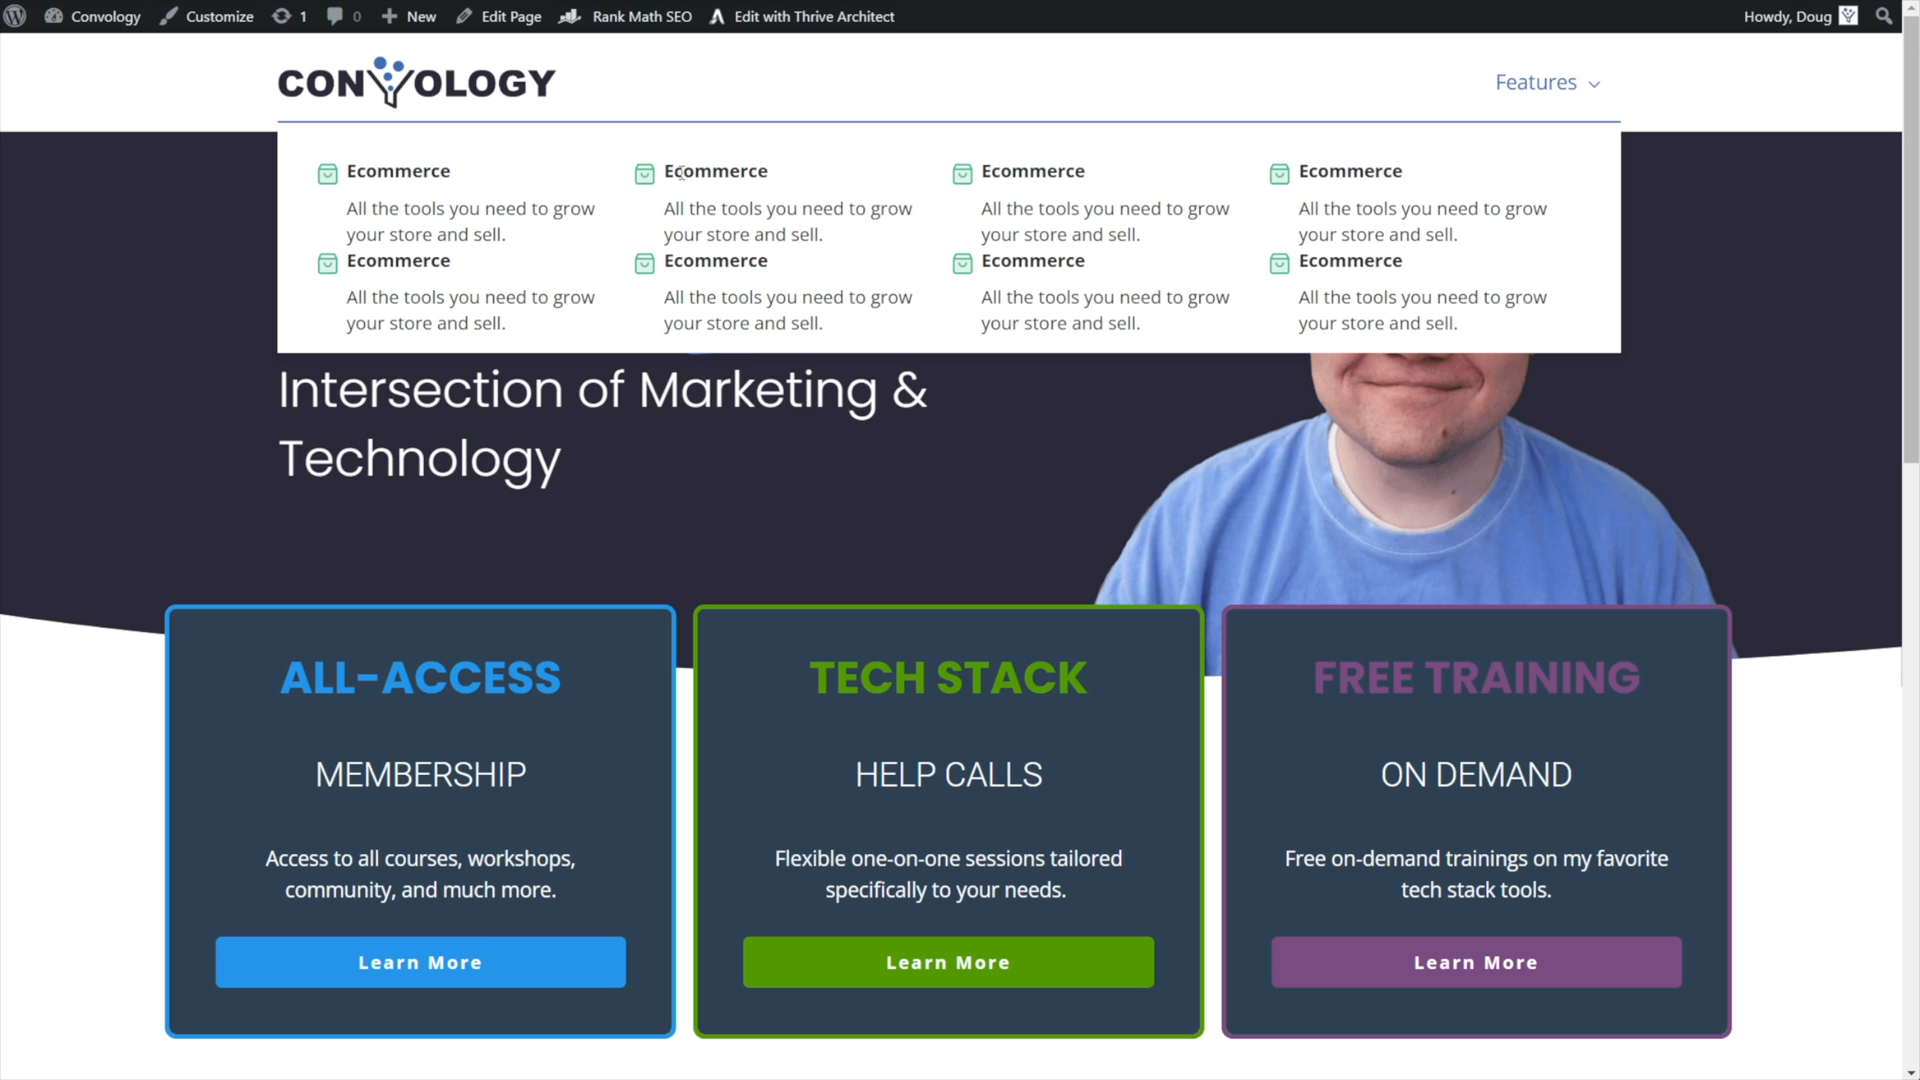 Convology Customize 1 0 New Edit Page Rank Math SEO Edit with Thrive Architect Howdy, Doug
CONVOLOGY
Features
Ecommerce Ecommerce Ecommerce Ecommerce
All the tools you need to grow All the tools you need to grow All the tools you need to grow All the tools you need to grow
your store and sell. your store and sell. your store and sell. your store and sell.
Ecommerce Ecommerce Ecommerce Ecommerce
All the tools you need to grow All the tools you need to grow All the tools you need to grow All the tools you need to grow
your store and sell. your store and sell. your store and sell. your store and sell.
Intersection of Marketing &
Technology
ALL-ACCESS
MEMBERSHIP
Access to all courses, workshops,
community, and much more.
Learn More
TECH STACK
HELP CALLS
Flexible one-on-one sessions tailored
specifically to your needs.
Learn More
FREE TRAINING
ON DEMAND
Free on-demand trainings on my favorite
tech stack tools.
Learn More